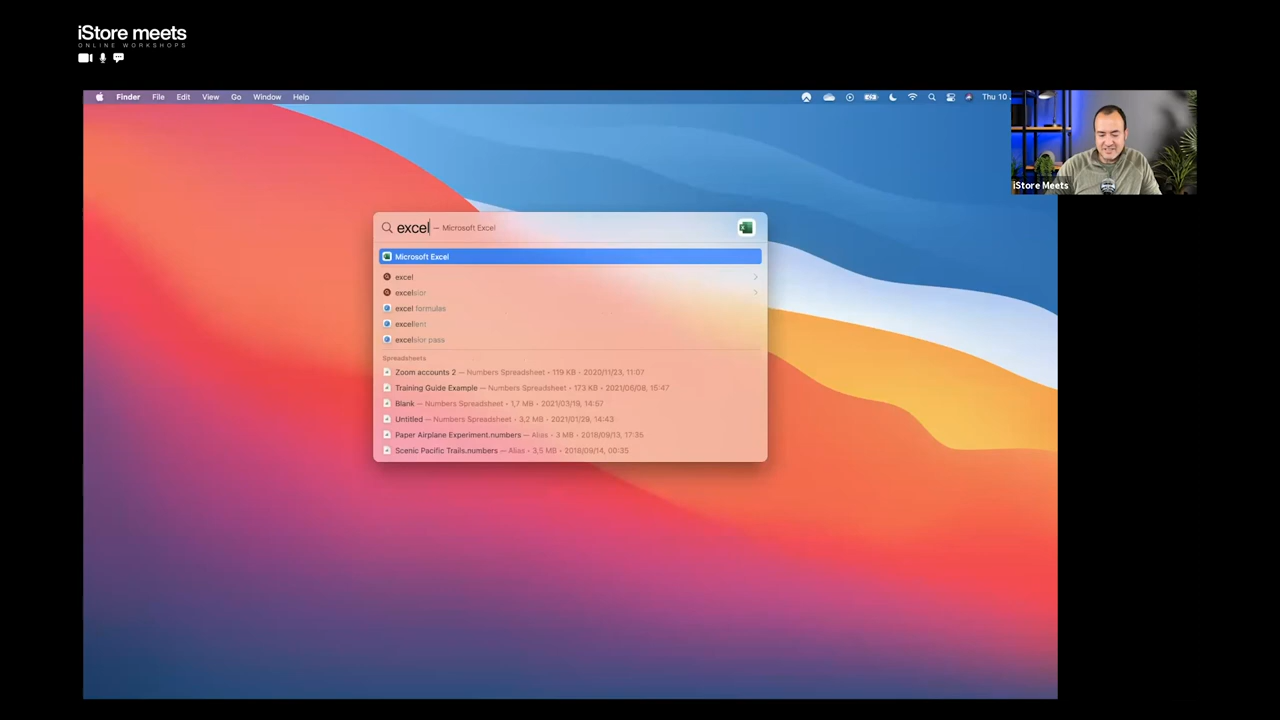 iStore meets
ONLINE WORKSHOPS
Finder File Edit View Go Window Help
Thu 10
iStore Meets
excel — Microsoft Excel
Microsoft Excel
excel
excelsior
excel formulas
excellent
excelsior pass
Spreadsheets
Zoom accounts 2 — Numbers Spreadsheet • 119 KB • 2020/11/23, 11:07
Training Guide Example — Numbers Spreadsheet • 173 KB • 2021/06/08, 15:47
Blank — Numbers Spreadsheet • 1,7 MB • 2021/03/19, 14:57
Untitled — Numbers Spreadsheet • 3,2 MB • 2021/01/29, 14:43
Paper Airplane Experiment.numbers — Alias • 3 MB • 2018/09/13, 17:36
Scenic Pacific Trails.numbers — Alias • 3,5 MB • 2018/09/14, 00:35